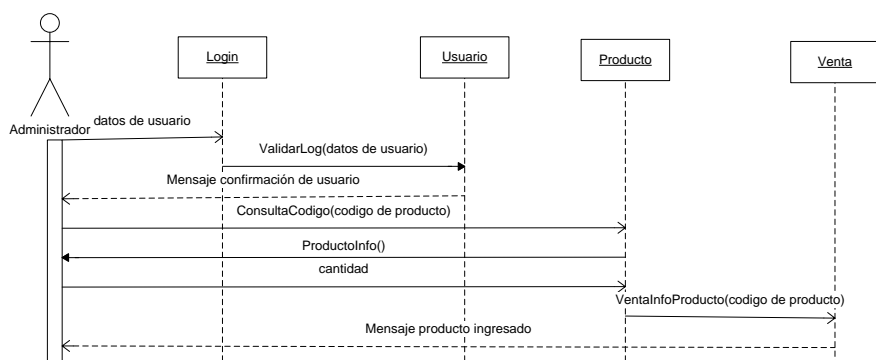 Login
Usuario
Producto
Venta
Administrador
datos de usuario
ValidarLog(datos de usuario)
Mensaje confirmación de usuario
ConsultaCodigo(codigo de producto)
ProductoInfo()
cantidad
VentaInfoProducto(codigo de producto)
Mensaje producto ingresado